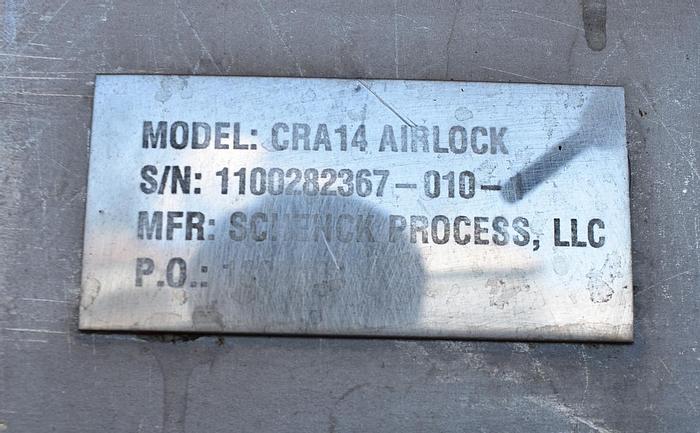 MODEL: CRA14 AIRLOCK
S/N: 1100282367-010-
MFR: SCHENCK PROCESS, LLC
P.O.: